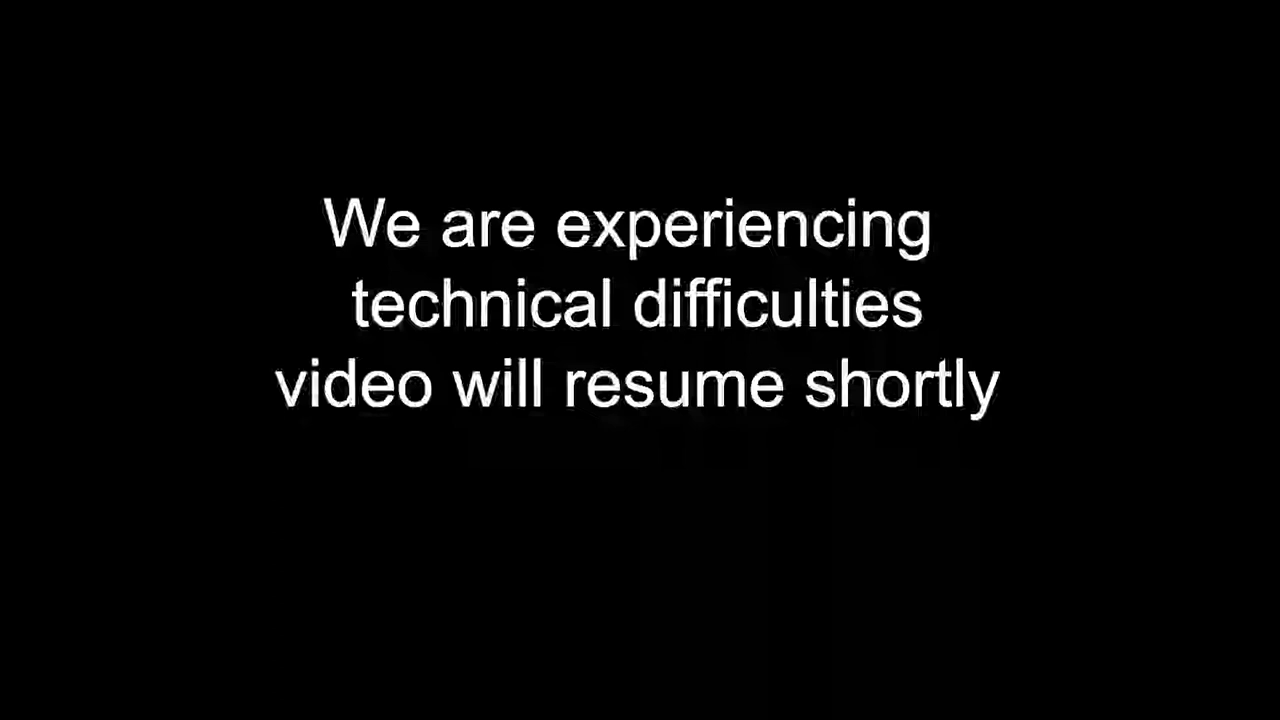 We are experiencing
technical difficulties
video will resume shortly